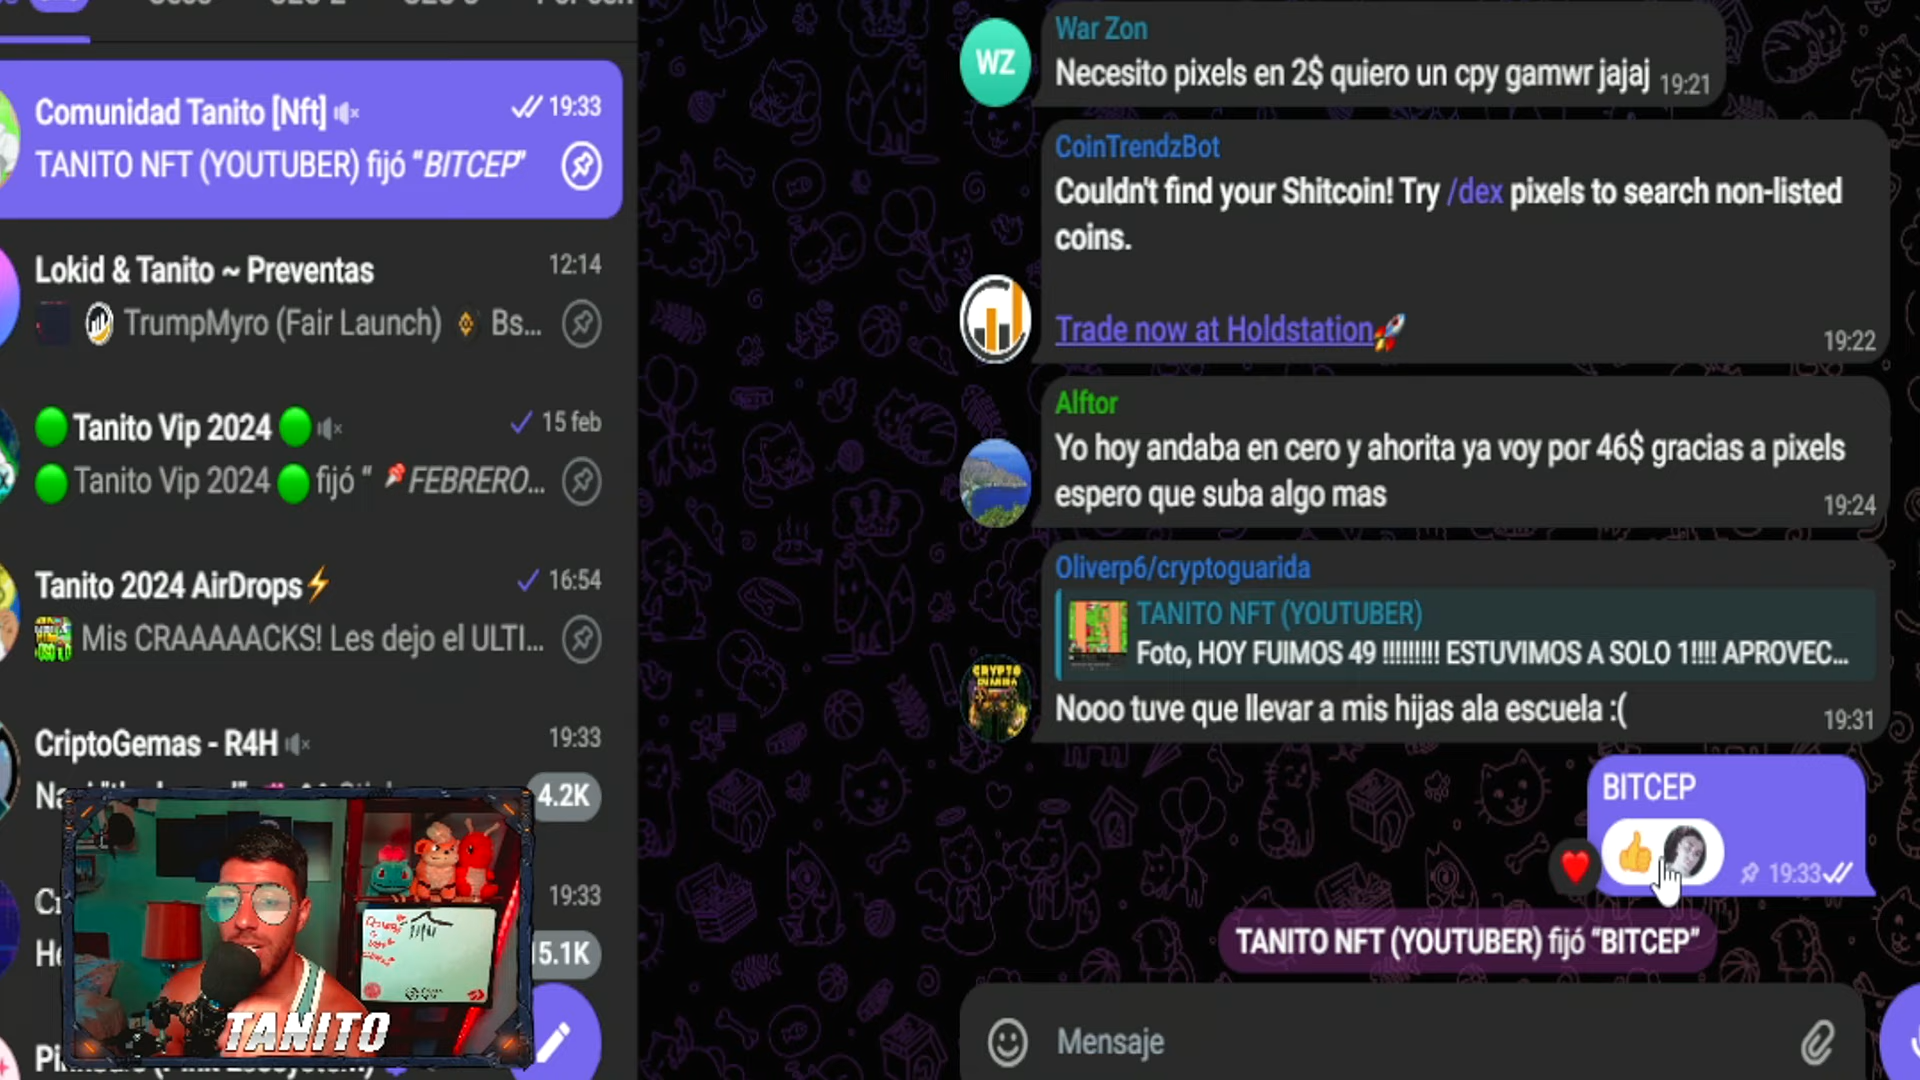 Comunidad Tanito [Nft]
19:33
TANITO NFT (YOUTUBER) fijó “BITCEP”
Lokid & Tanito ~ Preventas
12:14
TrumpMyro (Fair Launch) Bs...
Tanito Vip 2024
15 feb
Tanito Vip 2024 fijó “ FEBRERO...
Tanito 2024 AirDrops
16:54
Mis CRAAAAACKS! Les dejo el ULTI...
CriptoGemas - R4H
19:33
4.2K
19:33
15.1K
TANITO
WZ
War Zon
Necesito pixels en 2$ quiero un cpy gamwr jajaj
19:21
CoinTrendzBot
Couldn't find your Shitcoin! Try /dex pixels to search non-listed
coins.
Trade now at Holdstation
19:22
Alftor
Yo hoy andaba en cero y ahorita ya voy por 46$ gracias a pixels
espero que suba algo mas
19:24
Oliverp6/cryptoguarida
TANITO NFT (YOUTUBER)
Foto, HOY FUIMOS 49 !!!!!!!!! ESTUVIMOS A SOLO 1!!!! APROVEC...
CRYPTO
Nooo tuve que llevar a mis hijas ala escuela :(
19:31
BITCEP
19:33
TANITO NFT (YOUTUBER) fijó “BITCEP”
Mensaje